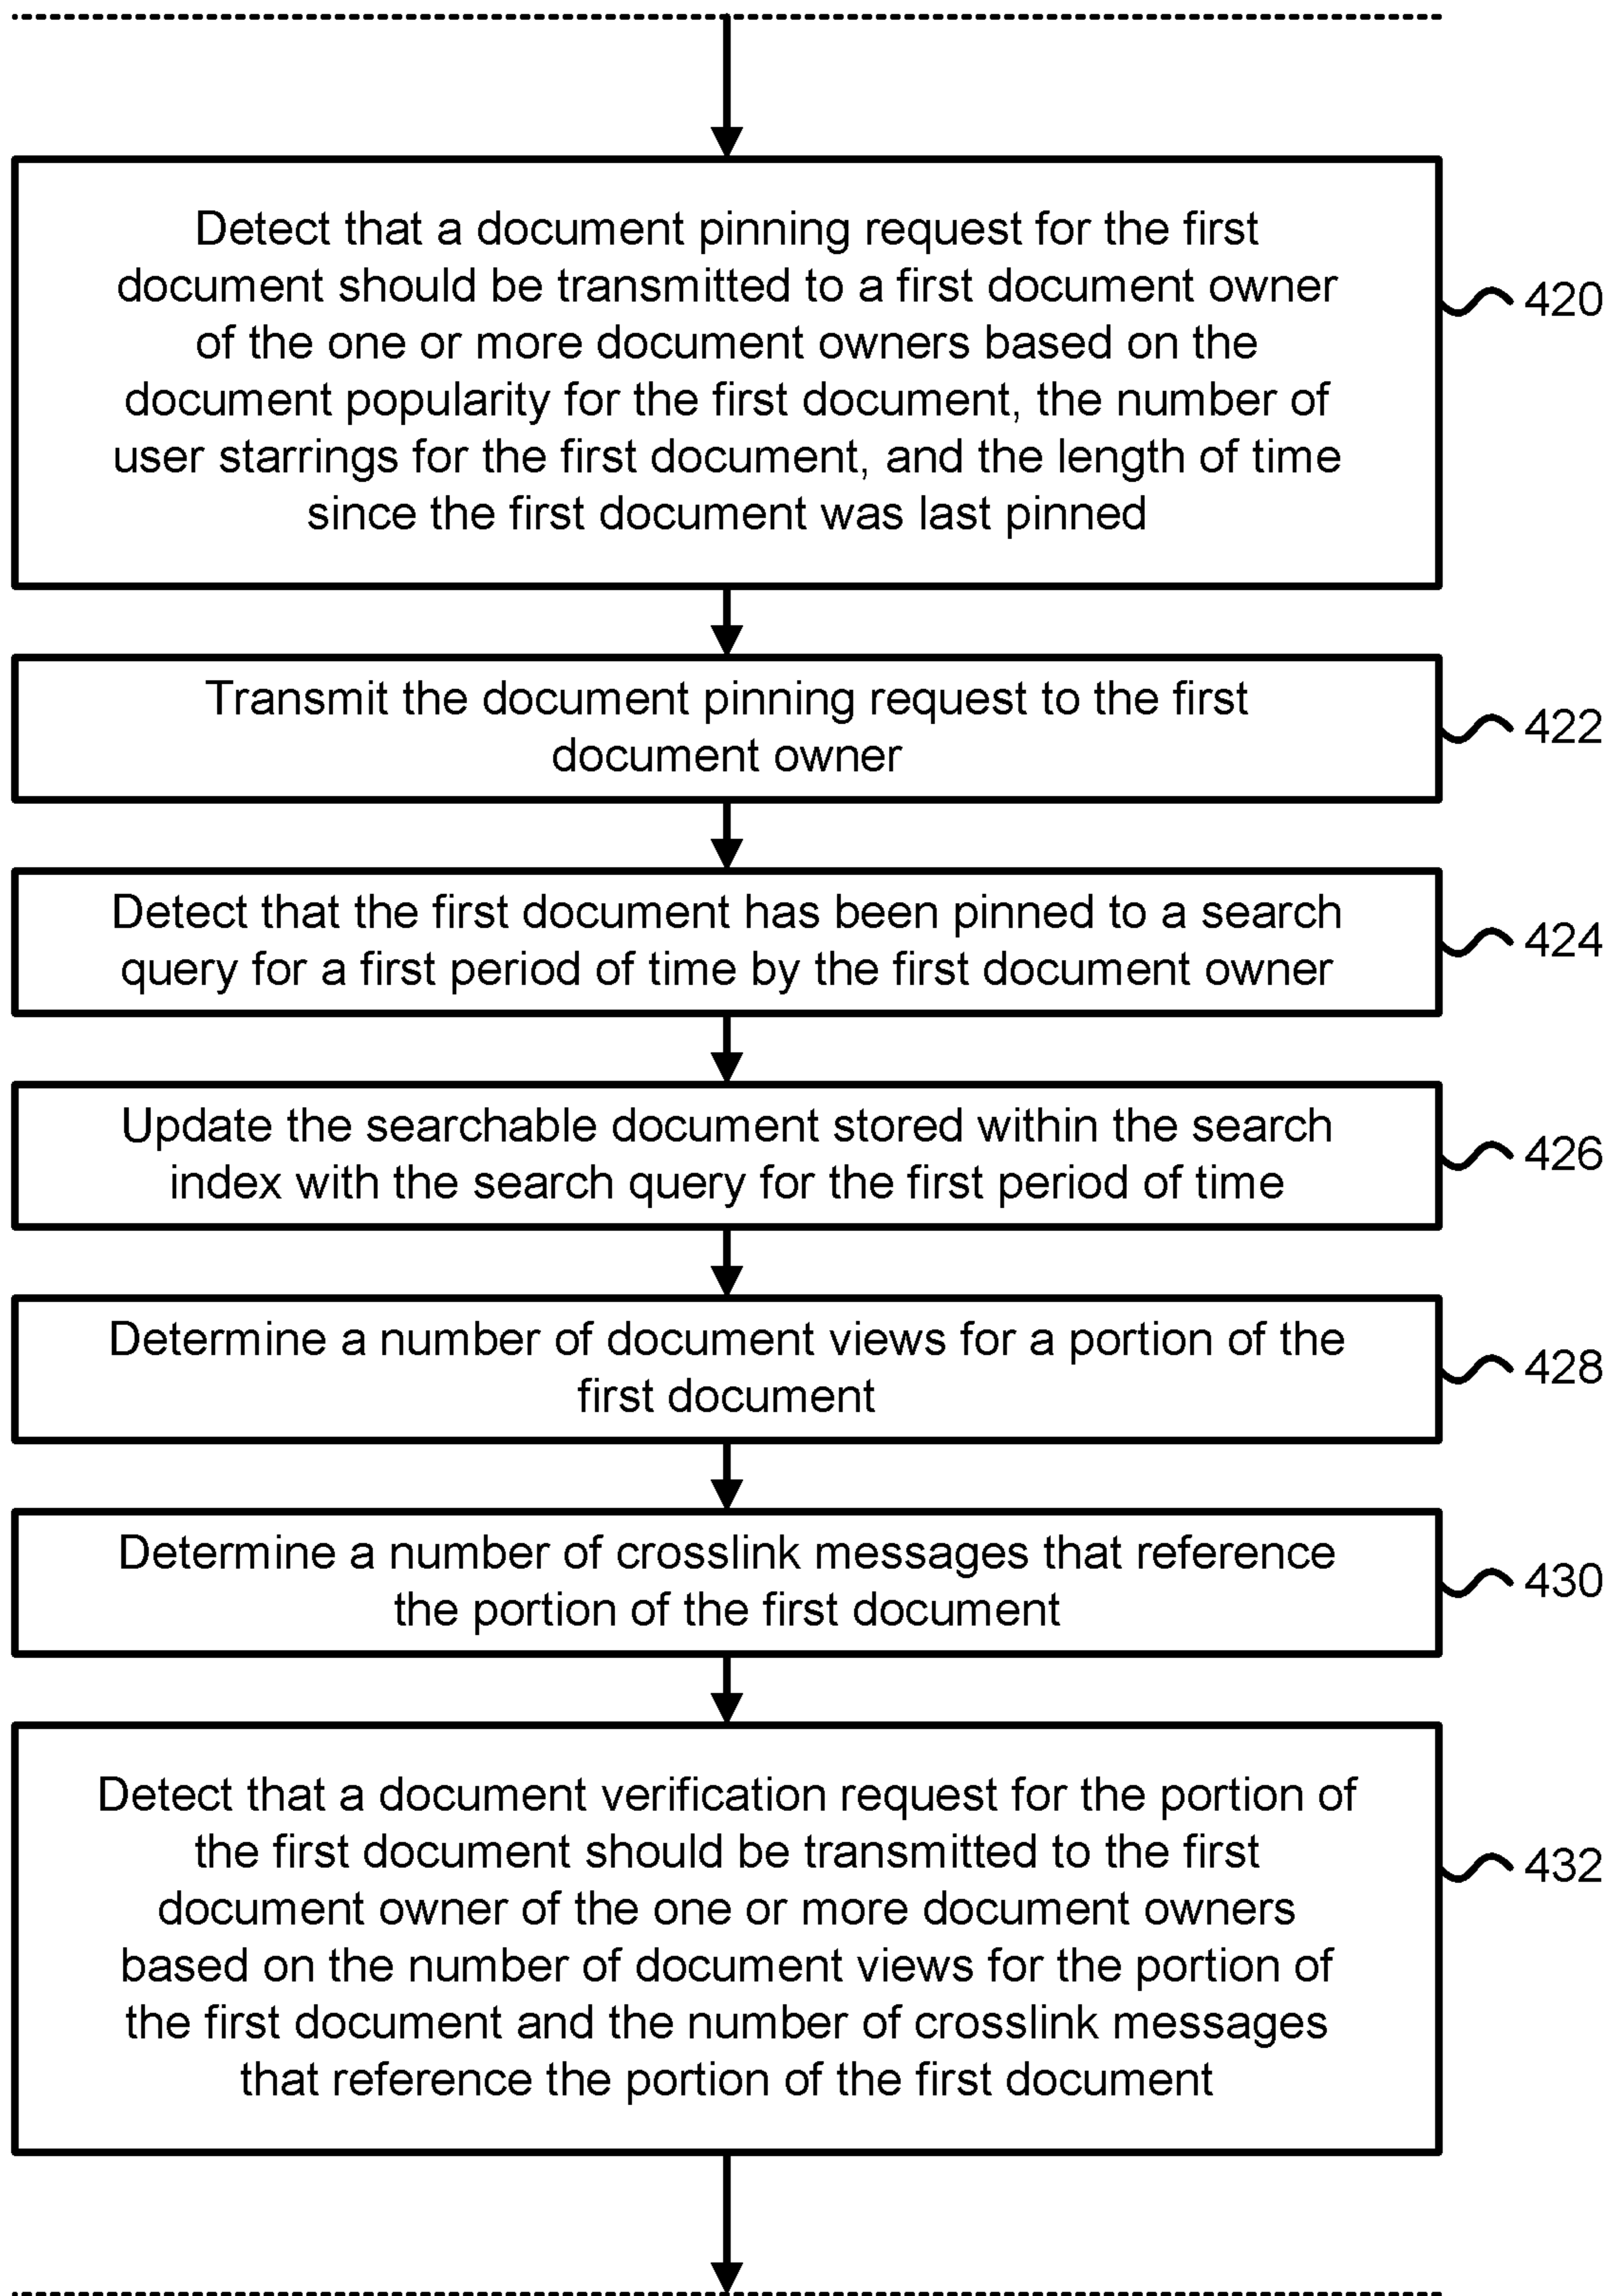 Detect that a document pinning request for the first
document should be transmitted to a first document owner
of the one or more document owners based on the
document popularity for the first document, the number of
user starrings for the first document, and the length of time
since the first document was last pinned
420
Transmit the document pinning request to the first
document owner
422
Detect that the first document has been pinned to a search
query for a first period of time by the first document owner
424
Update the searchable document stored within the search
index with the search query for the first period of time
426
Determine a number of document views for a portion of the
first document
428
Determine a number of crosslink messages that reference
the portion of the first document
430
Detect that a document verification request for the portion of
the first document should be transmitted to the first
document owner of the one or more document owners
based on the number of document views for the portion of
the first document and the number of crosslink messages
that reference the portion of the first document
432